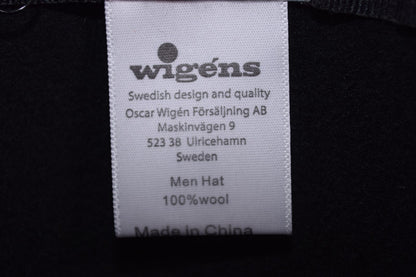 wigéns
Swedish design and quality
Oscar Wigén Försäljning AB
Maskinvägen 9
523 38 Ulricehamn
Sweden
Men Hat
100%wool
Made in China